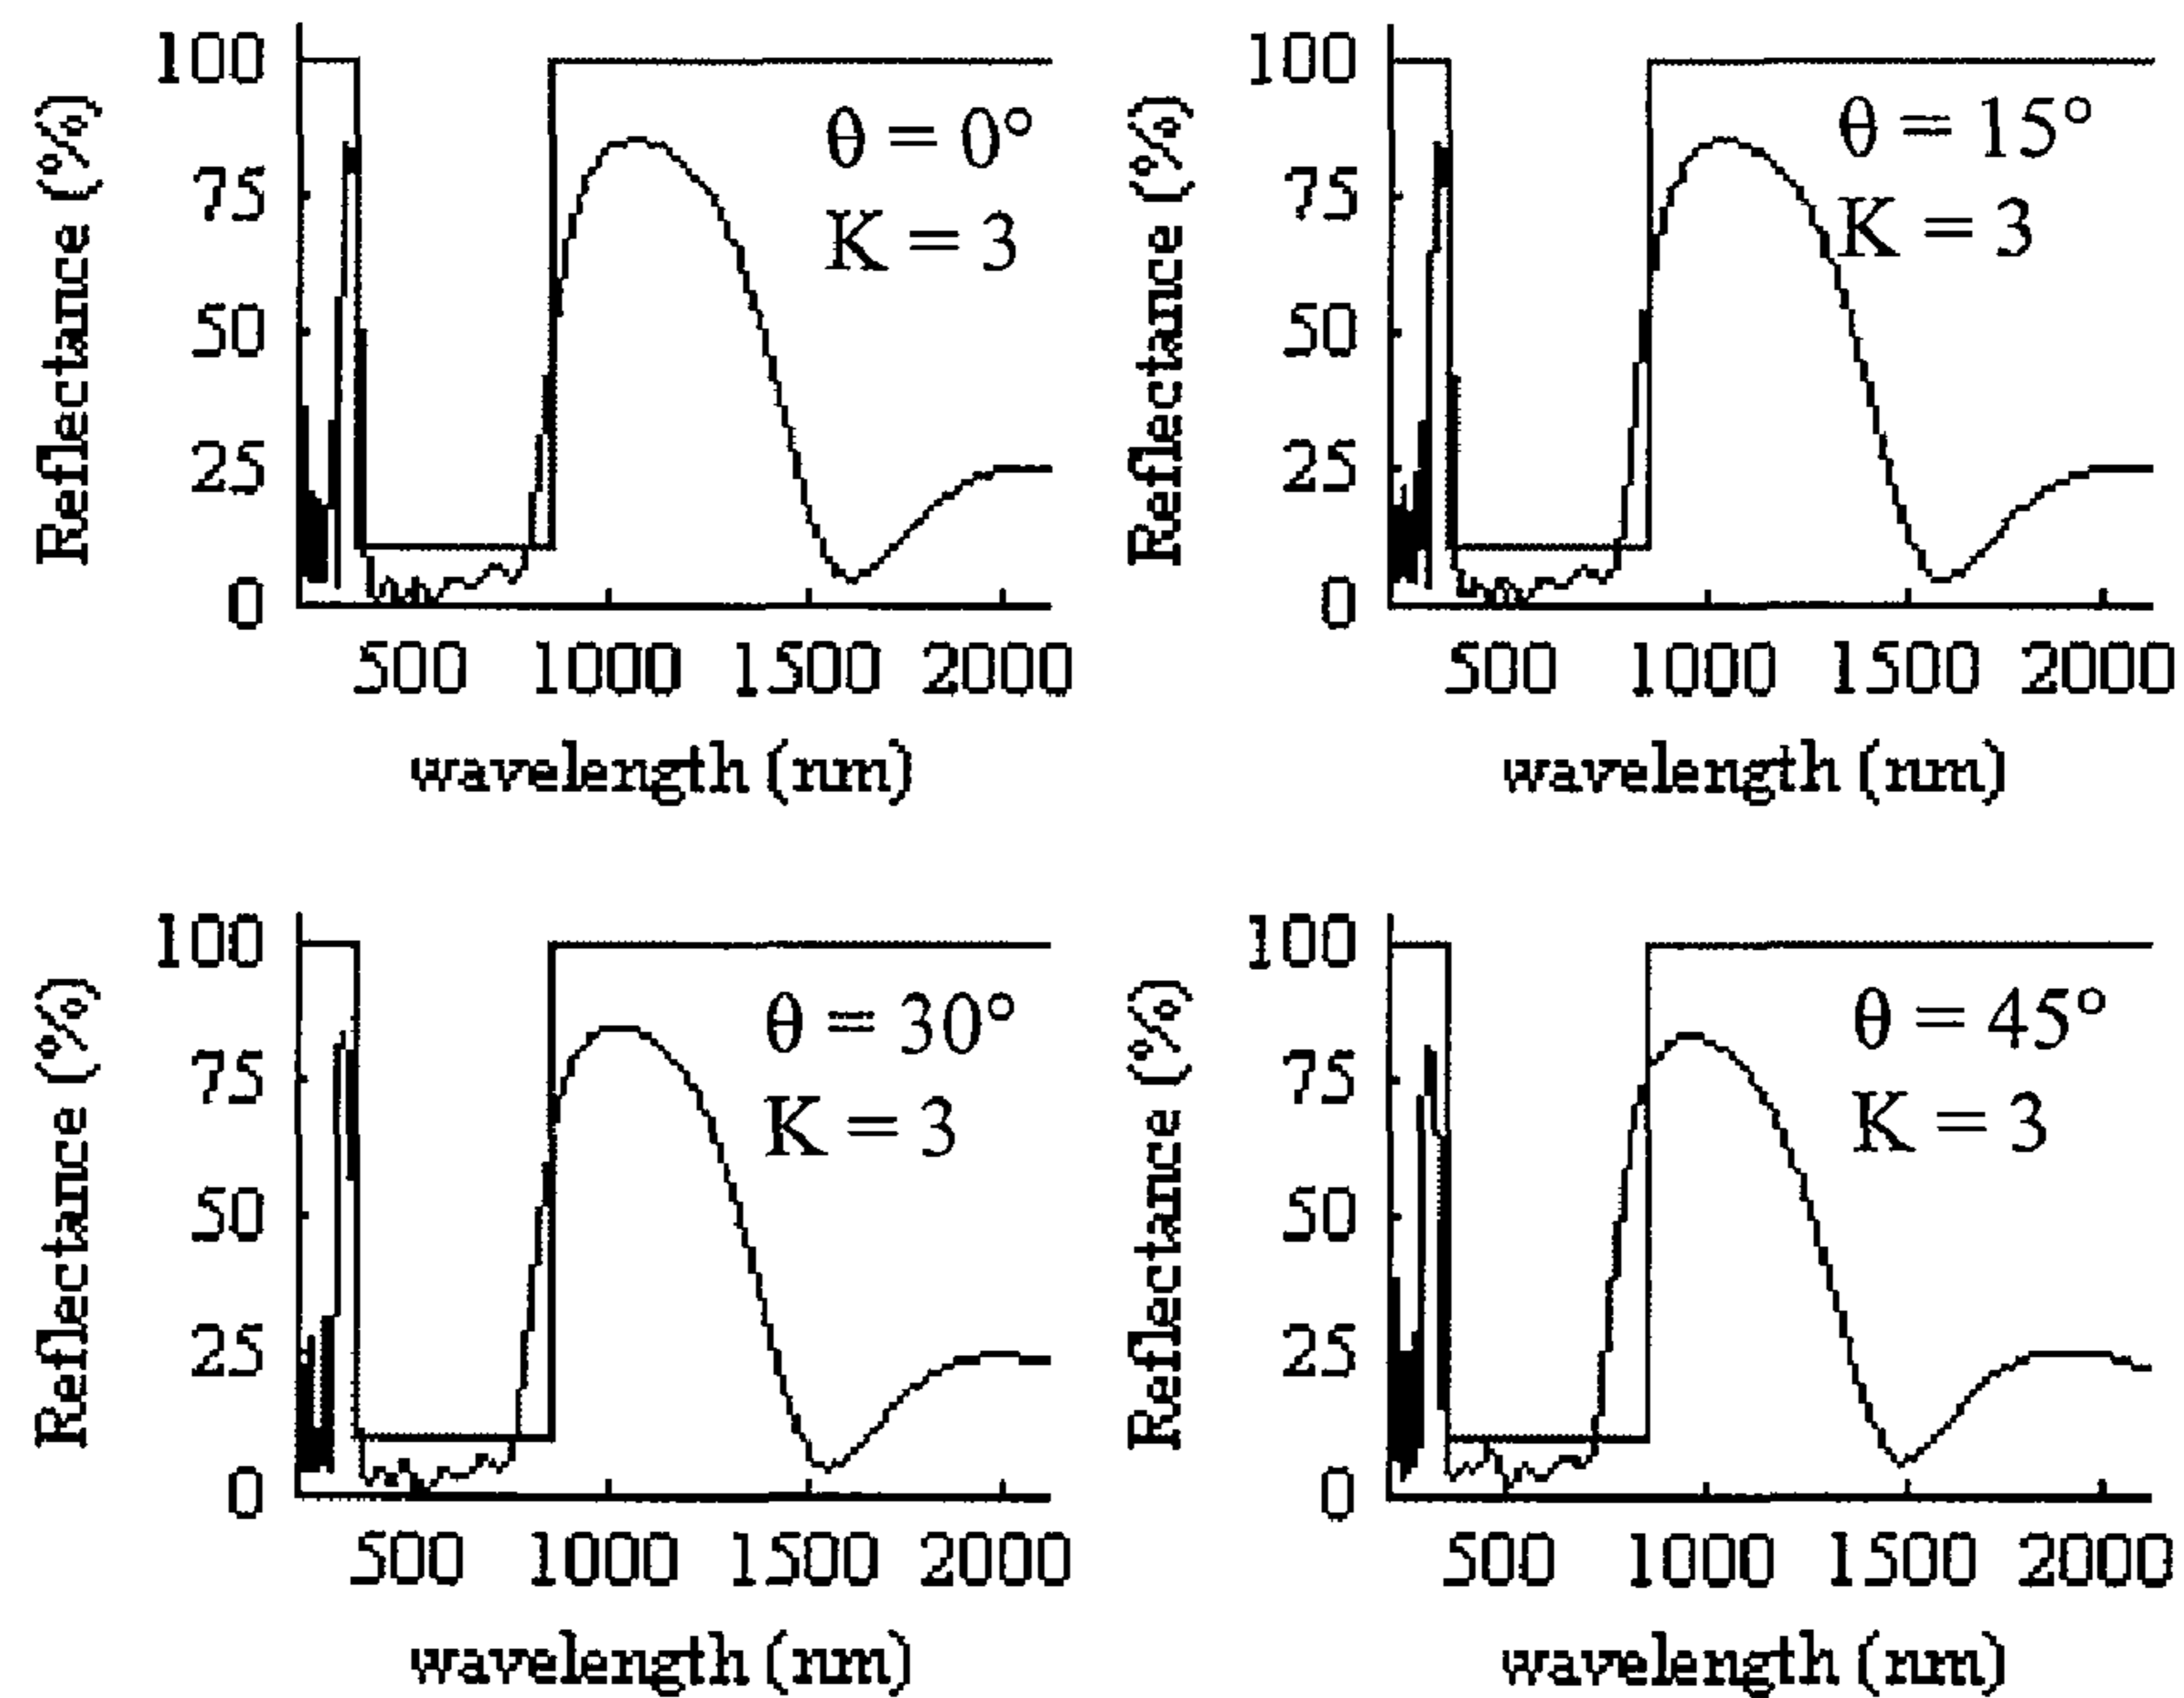 Reflectance (%)
100
75
50
25
0
θ = 0°
K = 3
500 1000 1500 2000
wavelength (nm)
Reflectance (%)
100
75
50
25
0
θ = 15°
K = 3
500 1000 1500 2000
wavelength (nm)
Reflectance (%)
100
75
50
25
0
θ = 30°
K = 3
500 1000 1500 2000
wavelength (nm)
Reflectance (%)
100
75
50
25
0
θ = 45°
K = 3
500 1000 1500 2000
wavelength (nm)